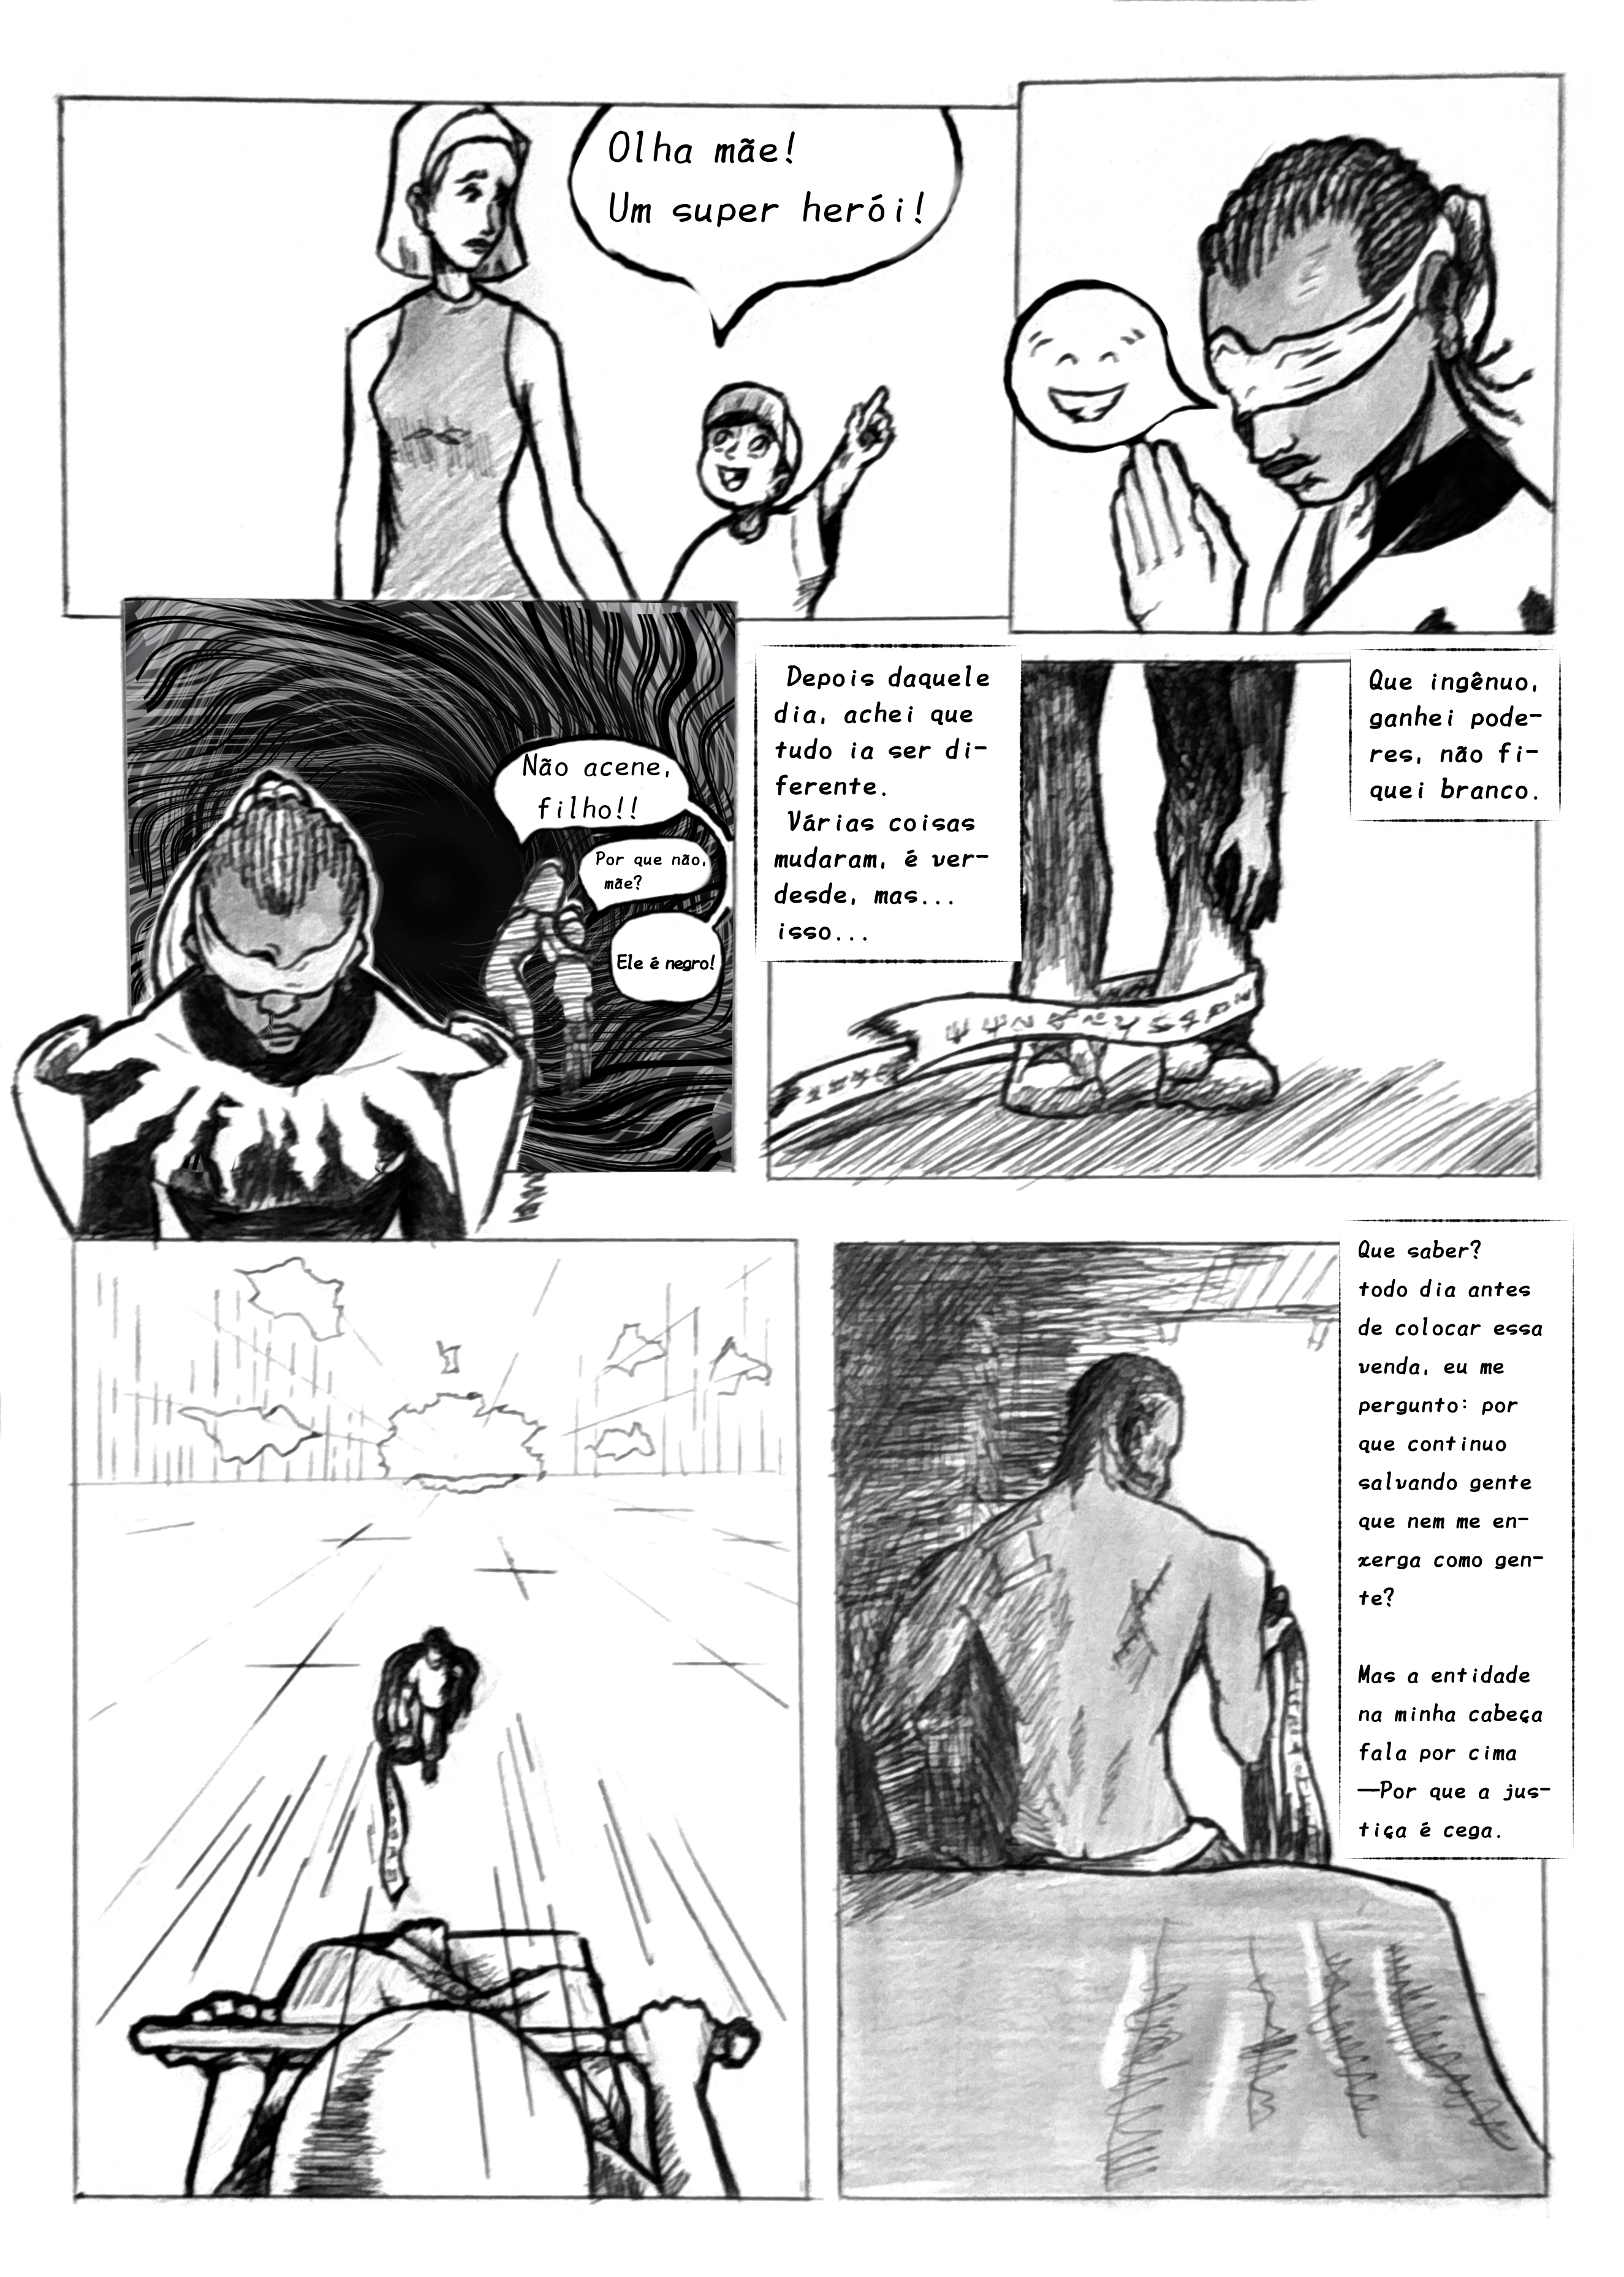 Olha mãe!
Um super herói!
Não acene,
filho!!
Por que não,
mãe?
Ele é negro!
Depois daquele
dia, achei que
tudo ia ser di-
ferente.
Várias coisas
mudaram, é ver-
desde, mas...
isso...
Que ingênuo,
ganhei pode-
res, não fi-
quei branco.
Que saber?
todo dia antes
de colocar essa
venda, eu me
pergunto: por
que continuo
salvando gente
que nem me en-
xerga como gen-
te?
Mas a entidade
na minha cabeça
fala por cima
—Por que a jus-
tiça é cega.